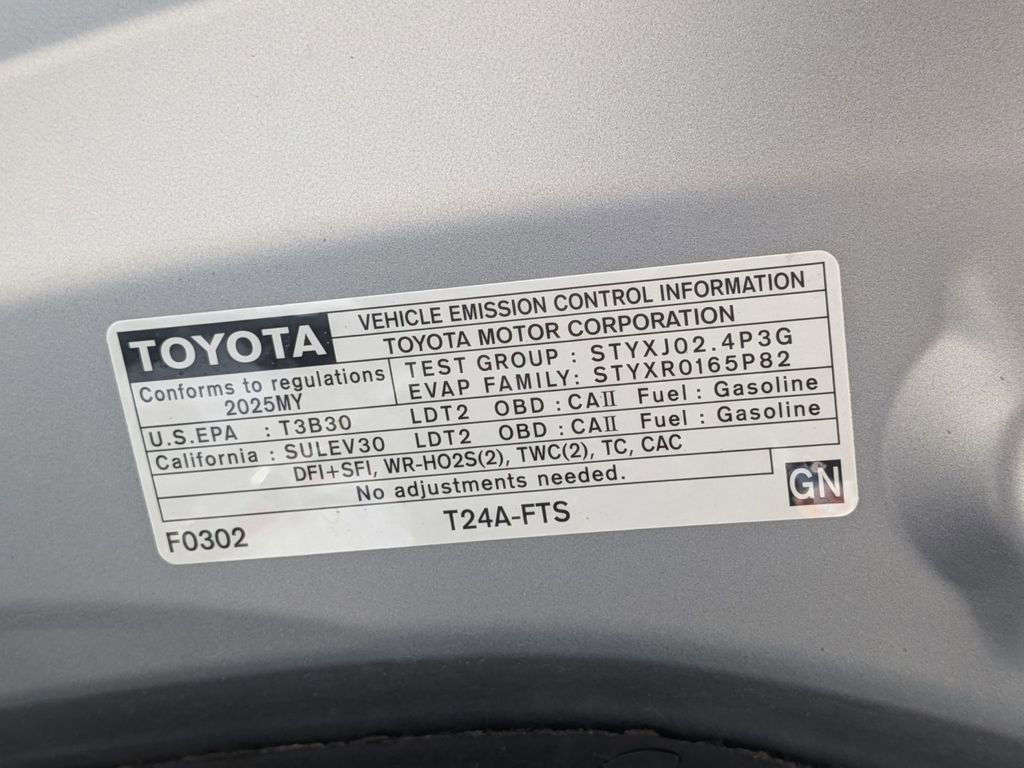 TOYOTA
VEHICLE EMISSION CONTROL INFORMATION
TOYOTA MOTOR CORPORATION
Conforms to regulations
2025MY
TEST GROUP : STYXJ02.4P3G
EVAP FAMILY: STYXR0165P82
U.S.EPA : T3B30 LDT2 OBD : CAII Fuel : Gasoline
California : SULEV30 LDT2 OBD : CAII Fuel : Gasoline
DFI+SFI, WR-HO2S(2), TWC(2), TC, CAC
No adjustments needed.
GN
F0302 T24A-FTS